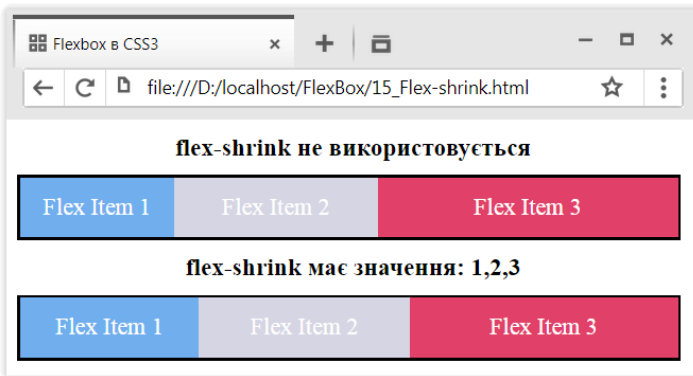 Flexbox в CSS3
file:///D:/localhost/FlexBox/15_Flex-shrink.html
flex-shrink не використовується
Flex Item 1 Flex Item 2 Flex Item 3
flex-shrink має значення: 1,2,3
Flex Item 1 Flex Item 2 Flex Item 3